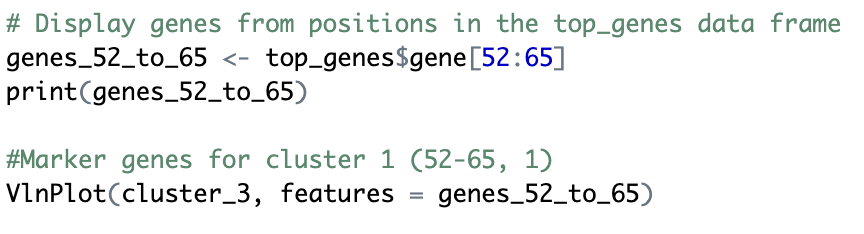 # Display genes from positions in the top_genes data frame
genes_52_to_65 <- top_genes$gene[52:65]
print(genes_52_to_65)
#Marker genes for cluster 1 (52-65, 1)
VlnPlot(cluster_3, features = genes_52_to_65)